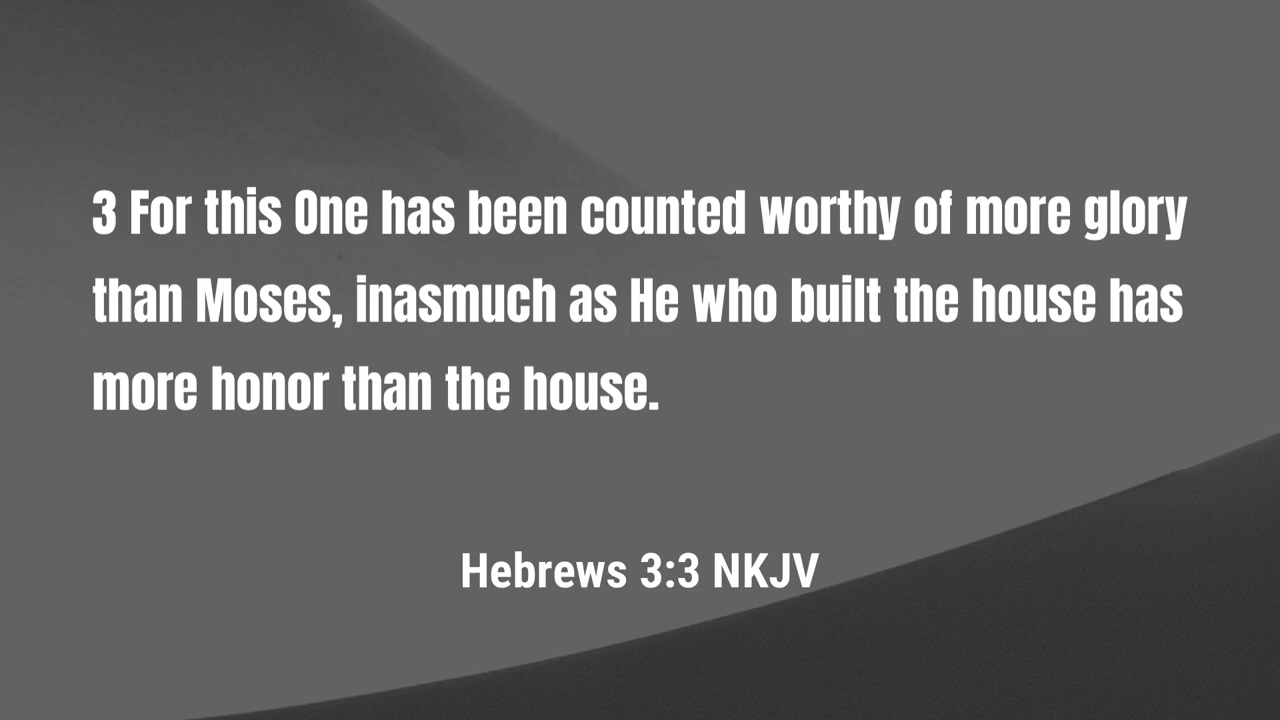 3 For this One has been counted worthy of more glory
than Moses, inasmuch as He who built the house has
more honor than the house.
Hebrews 3:3 NKJV